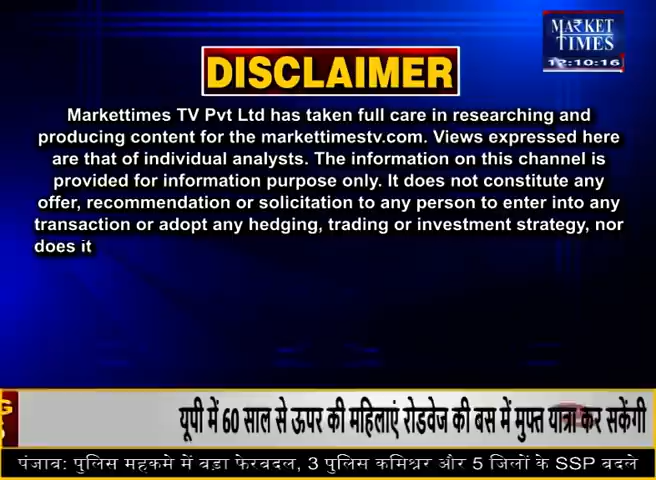 MARKET
TIMES
12:10:16
DISCLAIMER
Markettimes TV Pvt Ltd has taken full care in researching and
producing content for the markettimestv.com. Views expressed here
are that of individual analysts. The information on this channel is
provided for information purpose only. It does not constitute any
offer, recommendation or solicitation to any person to enter into any
transaction or adopt any hedging, trading or investment strategy, nor
does it
यूपी में 60 साल से ऊपर की महिलाएं रोडवेज की बस में मुफ्त यात्रा कर सकेंगी
पंजाब: पुलिस महकमे में बड़ा फेरबदल, 3 पुलिस कमिश्नर और 5 जिलों के SSP बदले